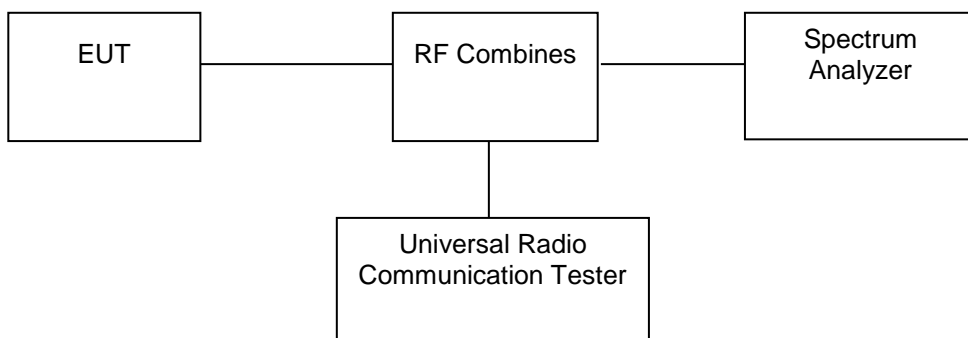 EUT
RF Combines
Spectrum
Analyzer
Universal Radio
Communication Tester